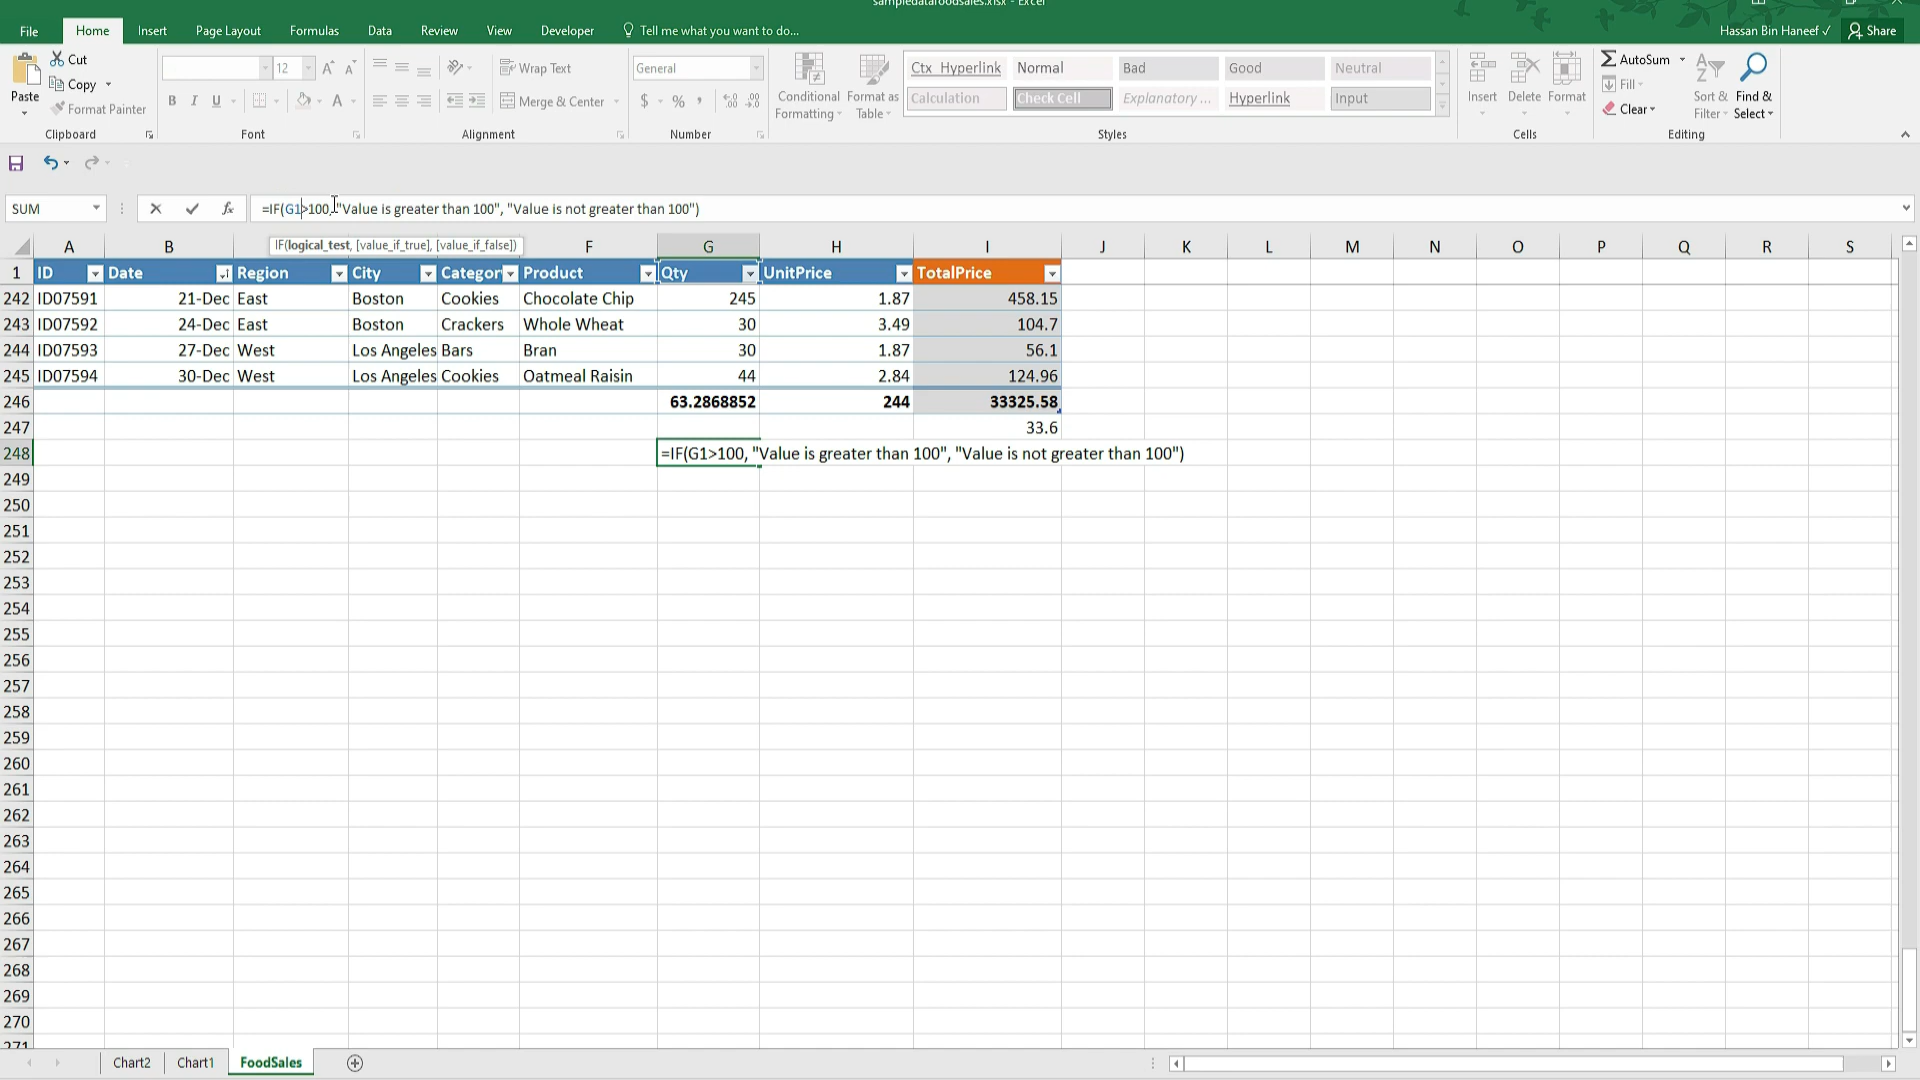 sampledatafoodsales.xlsx - Excel
File Home Insert Page Layout Formulas Data Review View Developer Tell me what you want to do... Hassan Bin Haneef Share
Paste Cut Copy Format Painter Clipboard
12 A A B I U A Font
Wrap Text Merge & Center Alignment
General $ % Number
Conditional Formatting Format as Table
Ctx_Hyperlink Normal Bad Good Neutral
Calculation Check Cell Explanatory ... Hyperlink Input
Styles
Insert Delete Format Cells
AutoSum Fill Clear Sort & Filter Find & Select Editing
SUM fx =IF(G1>100, "Value is greater than 100", "Value is not greater than 100")
IF(logical_test, [value_if_true], [value_if_false])
A B F G H I J K L M N O P Q R S
1 ID Date Region City Categor Product Qty UnitPrice TotalPrice
242 ID07591 21-Dec East Boston Cookies Chocolate Chip 245 1.87 458.15
243 ID07592 24-Dec East Boston Crackers Whole Wheat 30 3.49 104.7
244 ID07593 27-Dec West Los Angeles Bars Bran 30 1.87 56.1
245 ID07594 30-Dec West Los Angeles Cookies Oatmeal Raisin 44 2.84 124.96
246 63.2868852 244 33325.58
247 33.6
248 =IF(G1>100, "Value is greater than 100", "Value is not greater than 100")
249
250
251
252
253
254
255
256
257
258
259
260
261
262
263
264
265
266
267
268
269
270
271
Chart2 Chart1 FoodSales